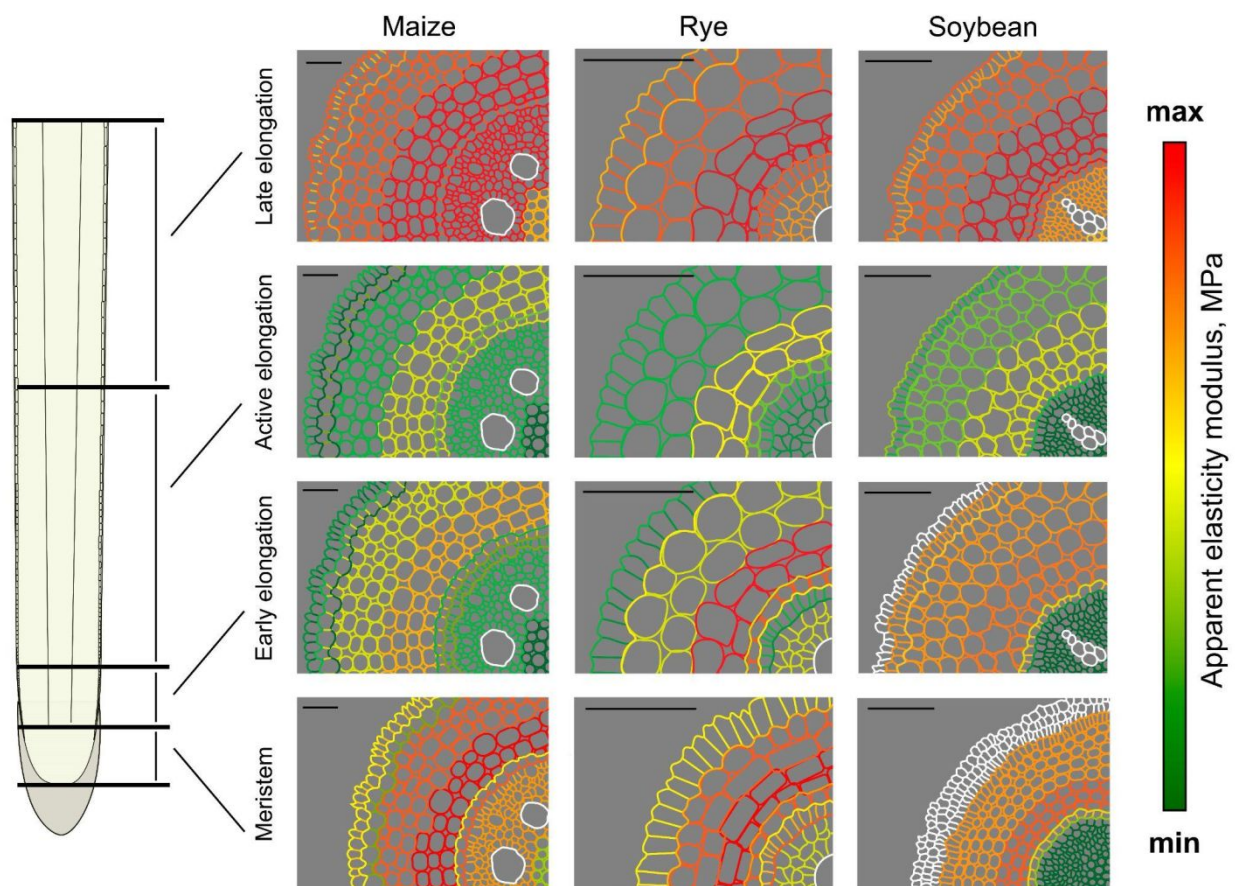 Maize
Rye
Soybean
Late elongation
Active elongation
Early elongation
Meristem
max
Apparent elasticity modulus, MPa
min